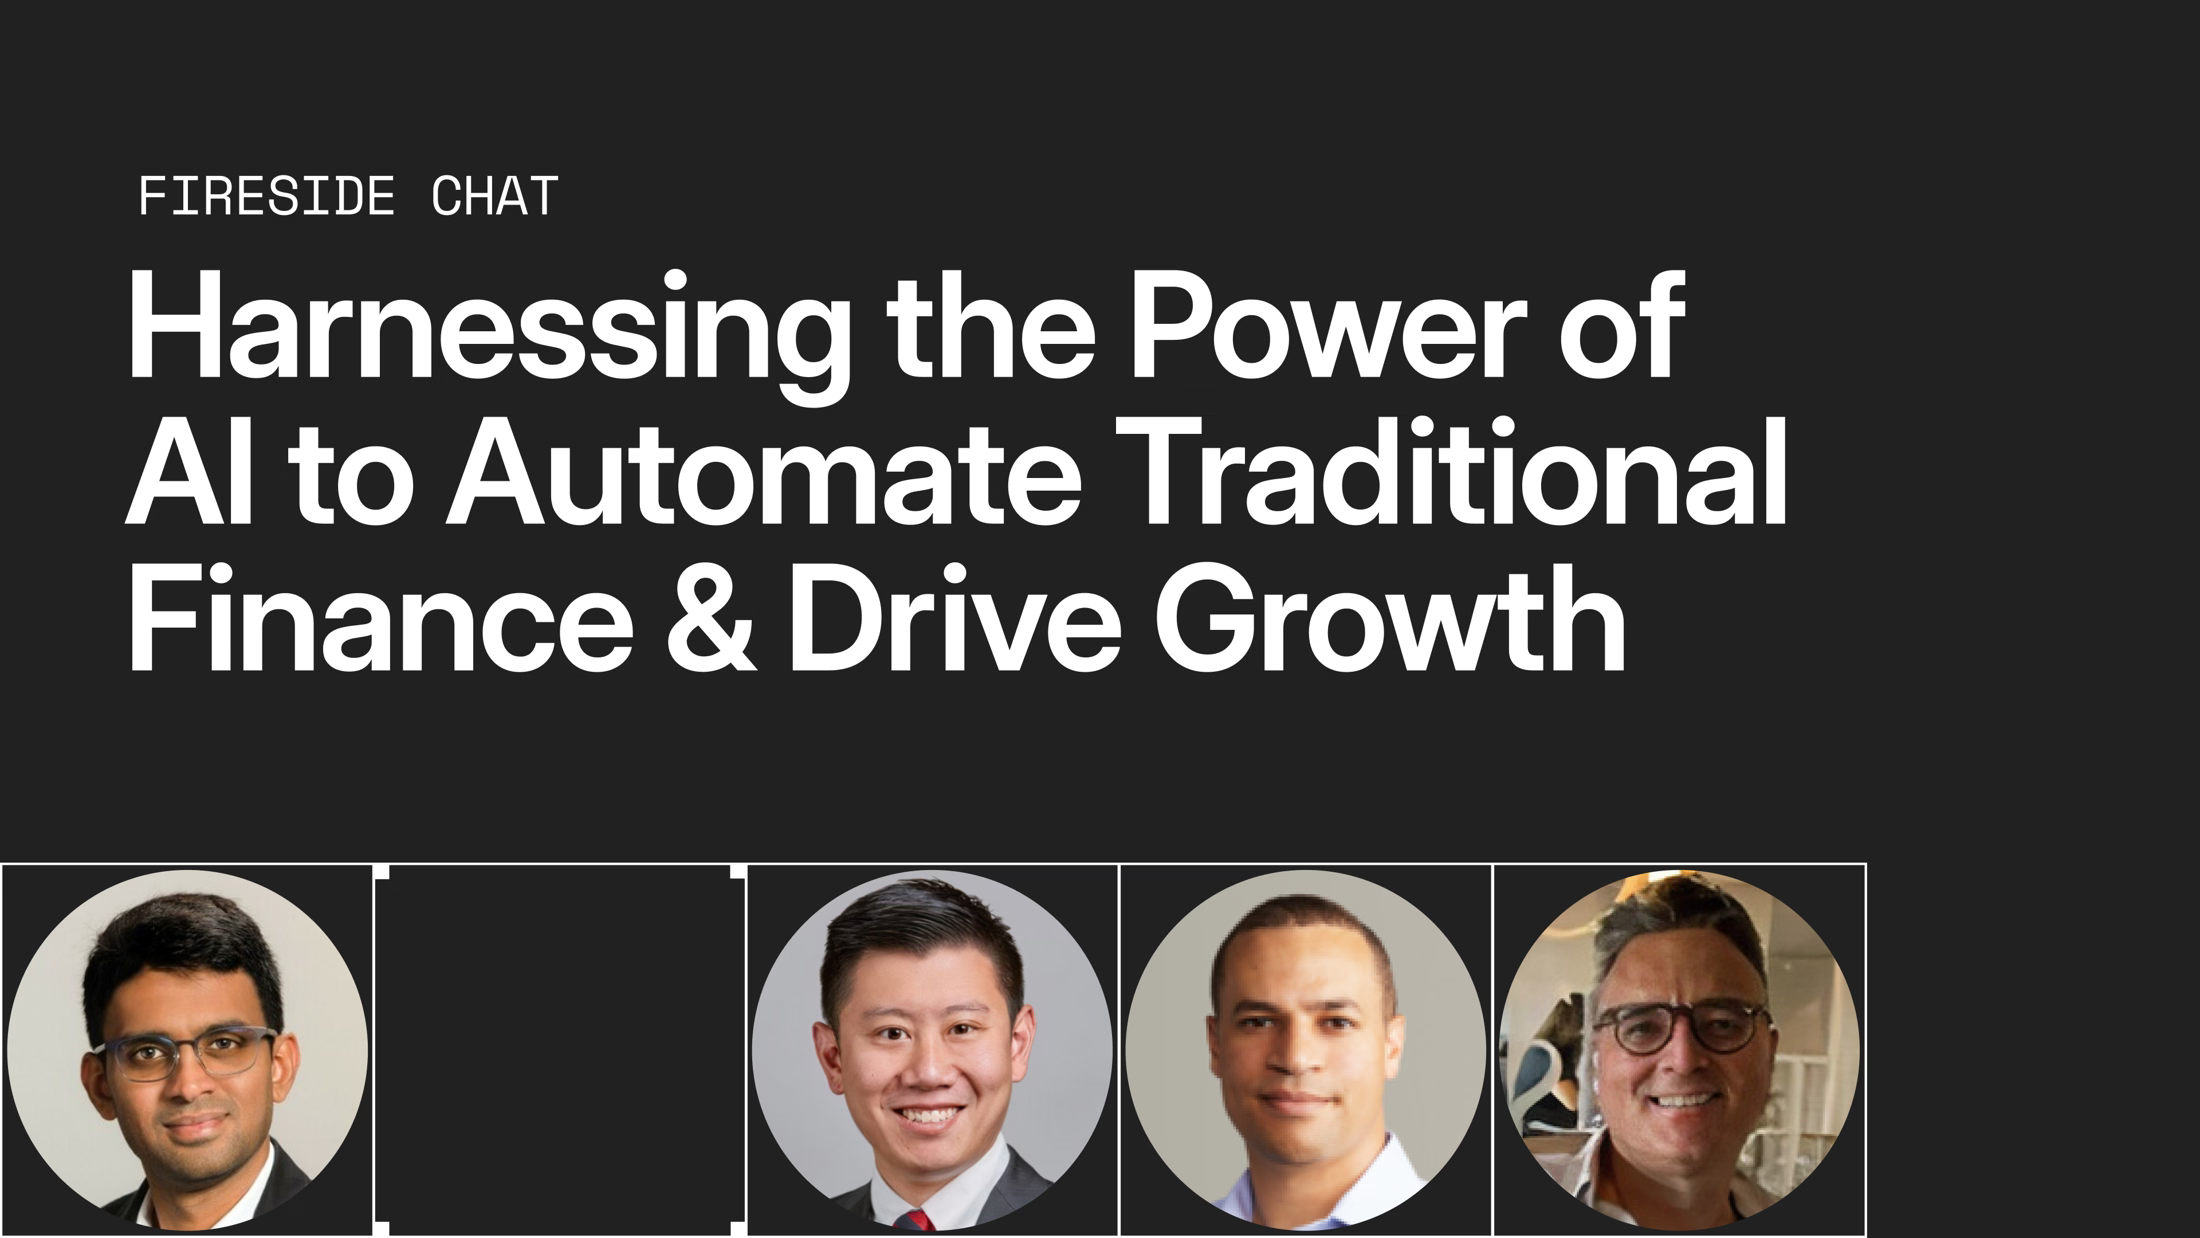 FIRESIDE CHAT
Harnessing the Power of
AI to Automate Traditional
Finance & Drive Growth